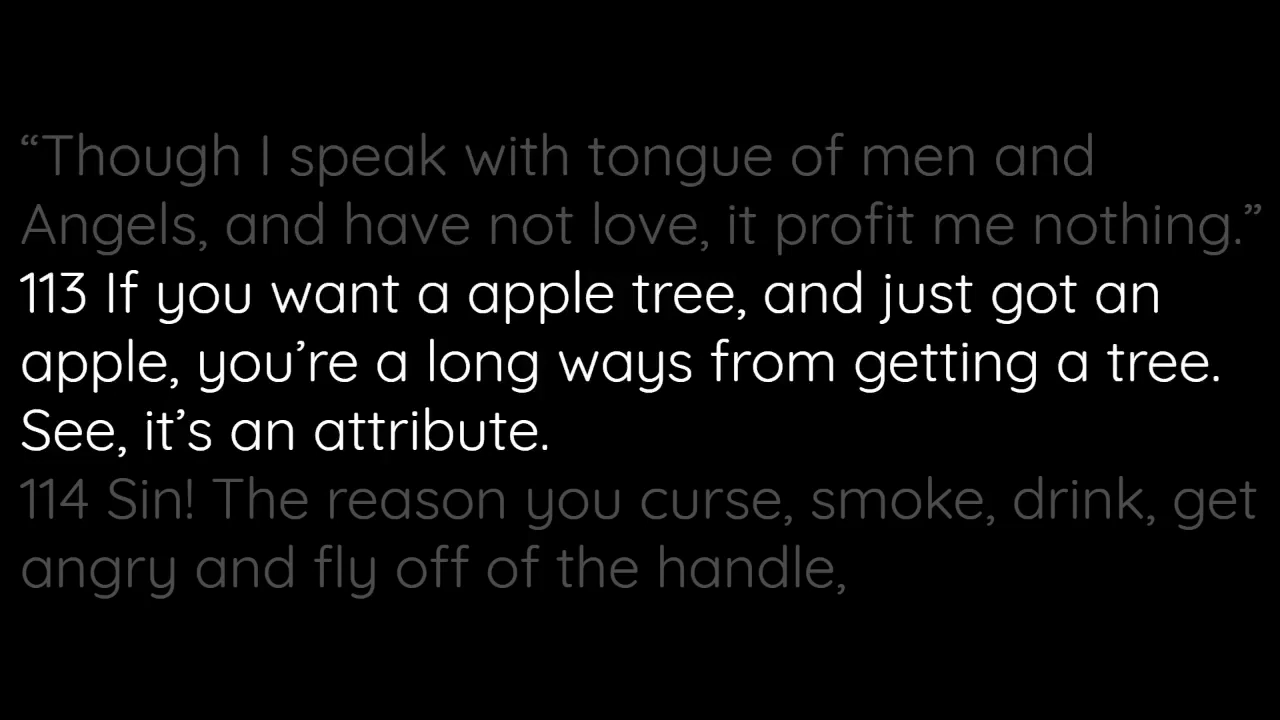 “Though I speak with tongue of men and
Angels, and have not love, it profit me nothing.”
113 If you want a apple tree, and just got an
apple, you’re a long ways from getting a tree.
See, it’s an attribute.
114 Sin! The reason you curse, smoke, drink, get
angry and fly off of the handle,